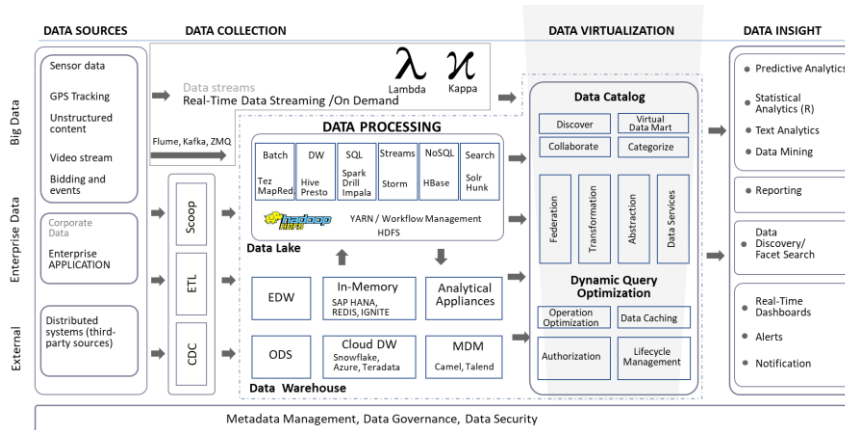 DATA SOURCES
DATA COLLECTION
DATA VIRTUALIZATION
DATA INSIGHT
Big Data
Enterprise Data
External
Sensor data
GPS Tracking
Unstructured
content
Video stream
Bidding and
events
Corporate
Data
Enterprise
APPLICATION
Distributed
systems (third-
party sources)
Data streams
Real-Time Data Streaming /On Demand
λ
Lambda
ϰ
Kappa
Flume, Kafka, ZMQ
Scoop
ETL
CDC
DATA PROCESSING
Batch
Tez
MapRed.
DW
Hive
Presto
SQL
Spark
Drill
Impala
Streams
Storm
NoSQL
HBase
Search
Solr
Hunk
hadoop
HDFS
YARN / Workflow Management
HDFS
Data Lake
EDW
In-Memory
SAP HANA,
REDIS, IGNITE
Analytical
Appliances
ODS
Cloud DW
Snowflake,
Azure, Teradata
MDM
Camel, Talend
Data Warehouse
Data Catalog
Discover
Virtual
Data Mart
Collaborate
Categorize
Federation
Transformation
Abstraction
Data Services
Dynamic Query
Optimization
Operation
Optimization
Data Caching
Authorization
Lifecycle
Management
Predictive Analytics
Statistical
Analytics (R)
Text Analytics
Data Mining
Reporting
Data
Discovery/
Facet Search
Real-Time
Dashboards
Alerts
Notification
Metadata Management, Data Governance, Data Security